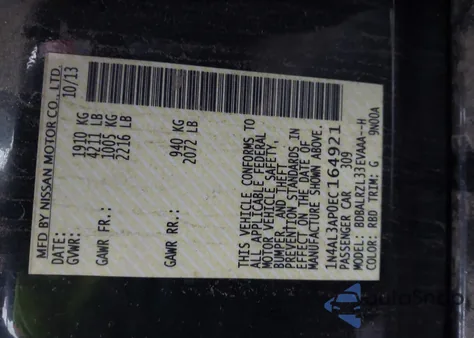 MFD BY NISSAN MOTOR CO., LTD.
DATE: 10/13
GVWR: 1910 KG
4211 LB
GAWR FR.: 1005 KG
2216 LB
GAWR RR.: 940 KG
2072 LB
THIS VEHICLE CONFORMS TO
ALL APPLICABLE FEDERAL
MOTOR VEHICLE SAFETY,
BUMPER, AND THEFT
PREVENTION STANDARDS IN
EFFECT ON THE DATE OF
MANUFACTURE SHOWN ABOVE.
1N4AL3AP9EC164921
PASSENGER CAR 309
MODEL: BDBALRZL33EVAAA--H
COLOR: RBD TRIM: G 9N00A